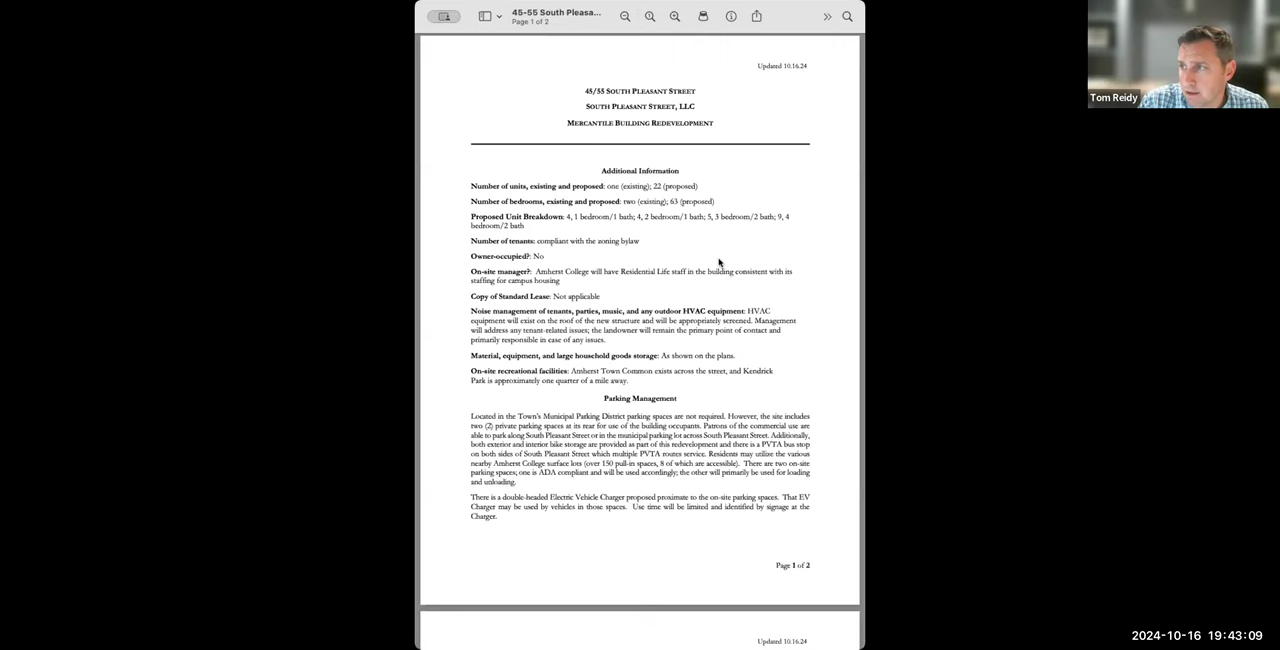 45-55 South Pleasa...
Page 1 of 2
Updated 10.16.24
45/55 SOUTH PLEASANT STREET
SOUTH PLEASANT STREET, LLC
MERCANTILE BUILDING REDEVELOPMENT
Additional Information
Number of units, existing and proposed: one (existing); 22 (proposed)
Number of bedrooms, existing and proposed: two (existing); 63 (proposed)
Proposed Unit Breakdown: 4, 1 bedroom/1 bath; 4, 2 bedroom/1 bath; 5, 3 bedroom/2 bath; 9, 4
bedroom/2 bath
Number of tenants: compliant with the zoning bylaw
Owner-occupied?: No
On-site manager?: Amherst College will have Residential Life staff in the building consistent with its
staffing for campus housing
Copy of Standard Lease: Not applicable
Noise management of tenants, parties, music, and any outdoor HVAC equipment: HVAC
equipment will exist on the roof of the new structure and will be appropriately screened. Management
will address any tenant-related issues; the landowner will remain the primary point of contact and
primarily responsible in case of any issues.
Material, equipment, and large household goods storage: As shown on the plans.
On-site recreational facilities: Amherst Town Common exists across the street, and Kendrick
Park is approximately one quarter of a mile away.
Parking Management
Located in the Town's Municipal Parking District parking spaces are not required. However, the site includes
two (2) private parking spaces at its rear for use of the building occupants. Patrons of the commercial use are
able to park along South Pleasant Street or in the municipal parking lot across South Pleasant Street. Additionally,
both exterior and interior bike storage are provided as part of this redevelopment and there is a PVTA bus stop
on both sides of South Pleasant Street which multiple PVTA routes service. Residents may utilize the various
nearby Amherst College surface lots (over 150 pull-in spaces, 8 of which are accessible). There are two on-site
parking spaces; one is ADA compliant and will be used accordingly; the other will primarily be used for loading
and unloading.
There is a double-headed Electric Vehicle Charger proposed proximate to the on-site parking spaces. That EV
Charger may be used by vehicles in those spaces. Use time will be limited and identified by signage at the
Charger.
Page 1 of 2
Updated 10.16.24
Tom Reidy
2024-10-16 19:43:09